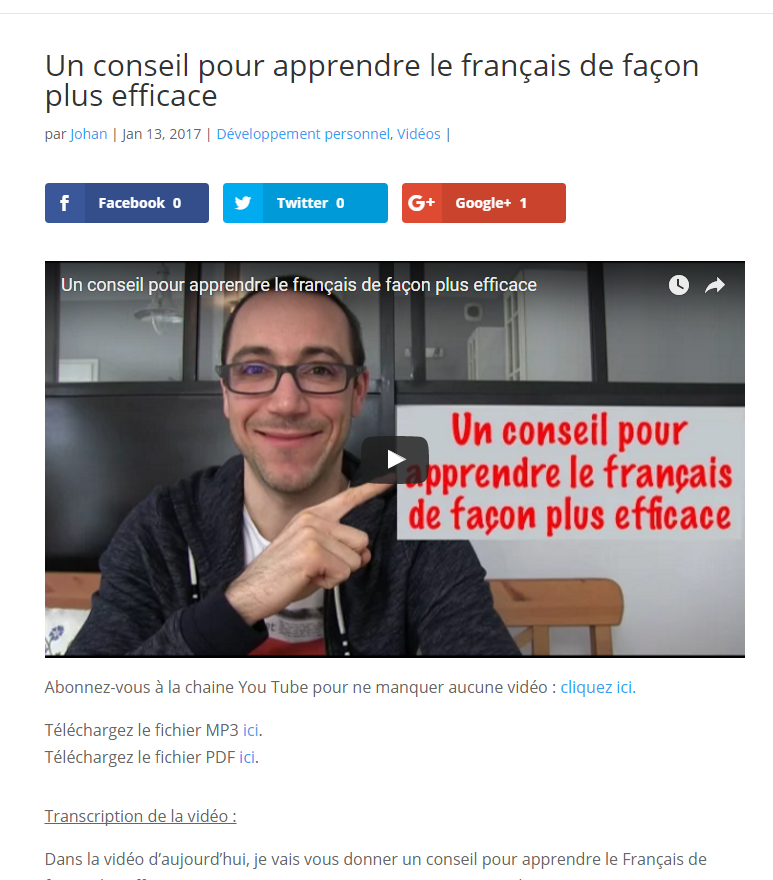 Un conseil pour apprendre le français de façon
plus efficace
par Johan | Jan 13, 2017 | Développement personnel, Vidéos |
Facebook 0
Twitter 0
Google+ 1
Un conseil pour apprendre le français de façon plus efficace
Un conseil pour
apprendre le français
de façon plus efficace
Abonnez-vous à la chaine You Tube pour ne manquer aucune vidéo : cliquez ici.
Téléchargez le fichier MP3 ici.
Téléchargez le fichier PDF ici.
Transcription de la vidéo :
Dans la vidéo d’aujourd’hui, je vais vous donner un conseil pour apprendre le Français de